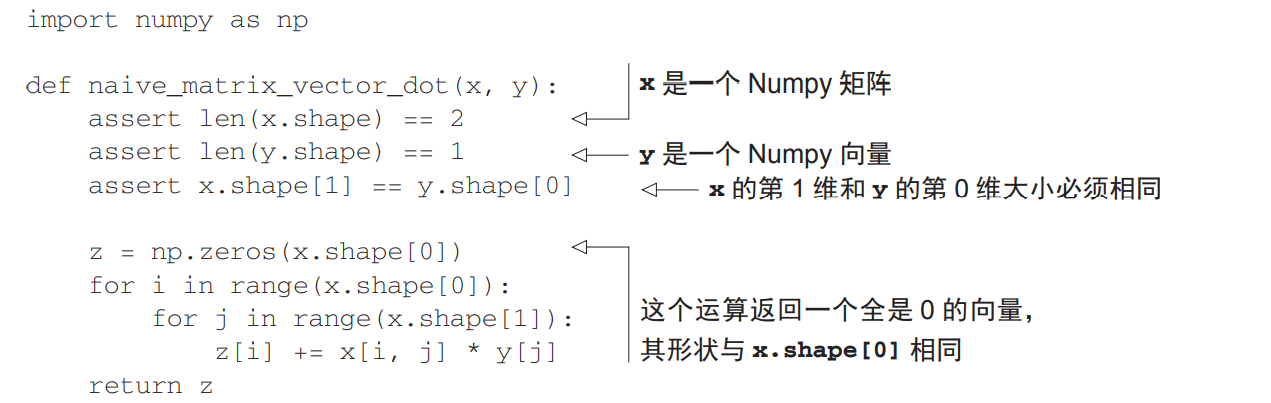 import numpy as np
def naive_matrix_vector_dot(x, y):
x 是一个 Numpy 矩阵
    assert len(x.shape) == 2
    assert len(y.shape) == 1
y 是一个 Numpy 向量
    assert x.shape[1] == y.shape[0]
x 的第 1 维和 y 的第 0 维大小必须相同
    z = np.zeros(x.shape[0])
    for i in range(x.shape[0]):
        for j in range(x.shape[1]):
            z[i] += x[i, j] * y[j]
    return z
这个运算返回一个全是 0 的向量，
其形状与 x.shape[0] 相同